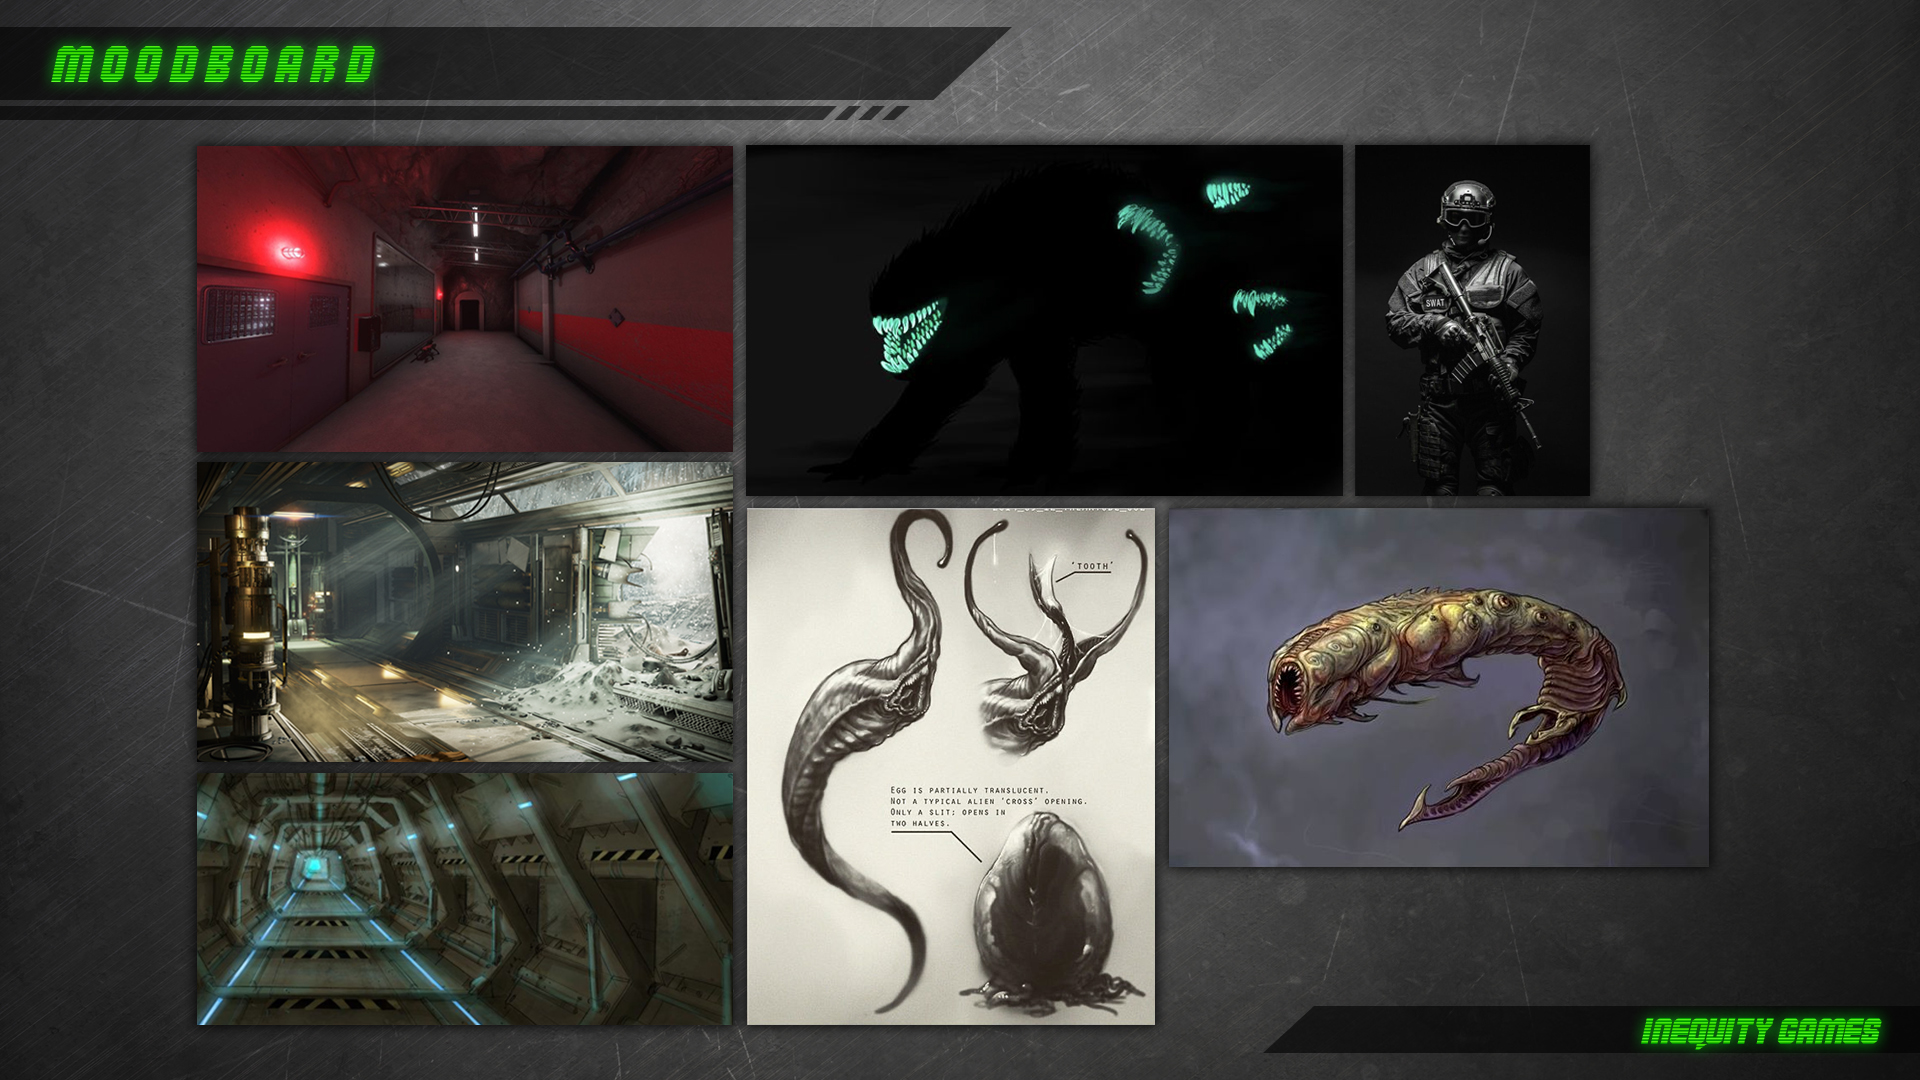 MOODBOARD
SWAT
'TOOTH'
EGG IS PARTIALLY TRANSLUCENT.
NOT A TYPICAL ALIEN 'CROSS' OPENING.
ONLY A SLIT; OPENS IN
TWO HALVES.
INEQUITY GAMES